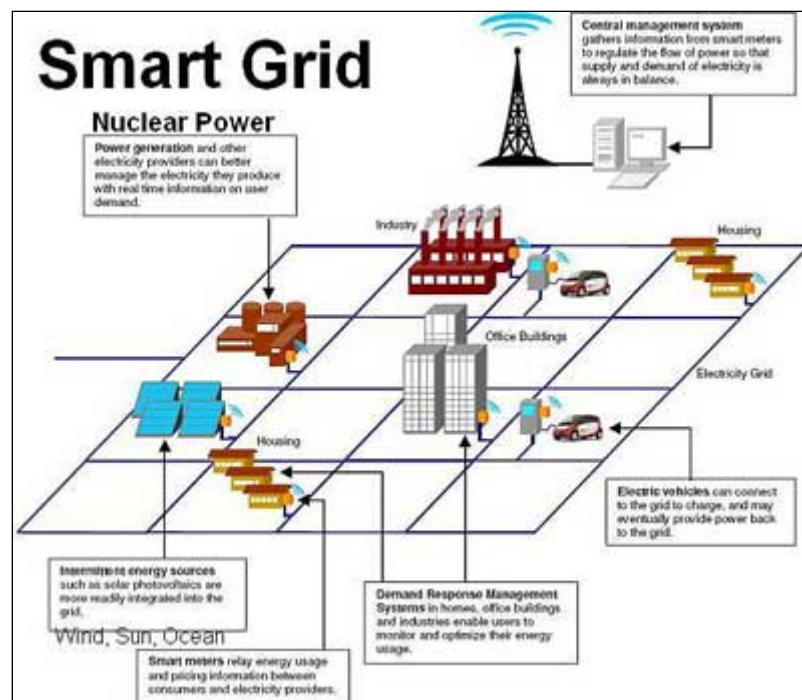 Smart Grid
Central management system
gathers information from smart meters
to regulate the flow of power so that
supply and demand of electricity is
always in balance.
Nuclear Power
Power generation and other
electricity providers can better
manage the electricity they produce
with real time information on user
demand.
Industry
Housing
Office Buildings
Electricity Grid
Housing
Electric vehicles can connect
to the grid to charge, and may
eventually provide power back
to the grid.
Intermittent energy sources
such as solar photovoltaics are
more readily integrated into the
grid.
Wind, Sun, Ocean
Demand Response Management
Systems in homes, office buildings
and industries enable users to
monitor and optimize their energy
usage.
Smart meters relay energy usage
and pricing information between
consumers and electricity providers.